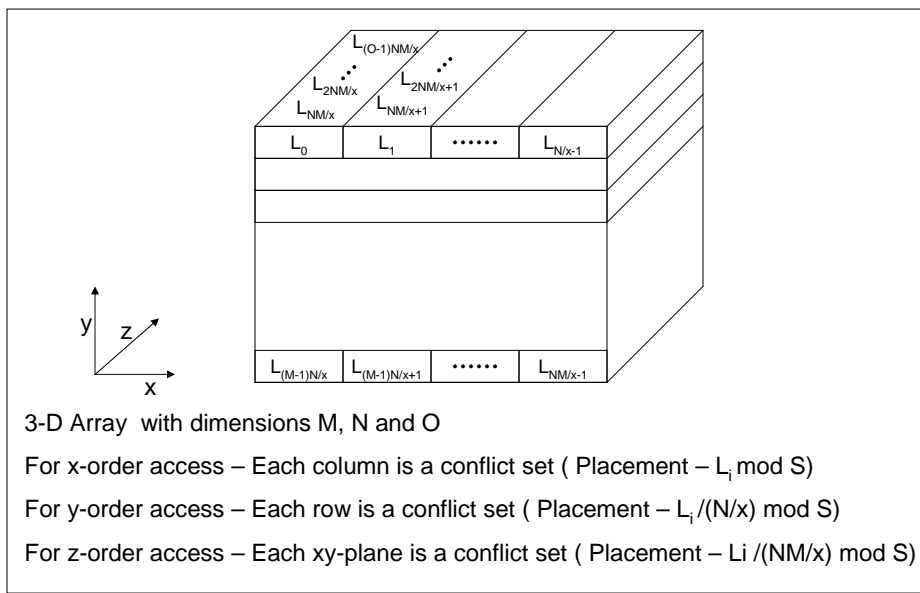 L(O-1)NM/x
L2NM/x L2NM/x+1
LNM/x LNM/x+1
L0 L1 ...... LN/x-1
y z
L(M-1)N/x L(M-1)N/x+1 ...... LNM/x-1
x
3-D Array with dimensions M, N and O
For x-order access – Each column is a conflict set ( Placement – Li mod S)
For y-order access – Each row is a conflict set ( Placement – Li /(N/x) mod S)
For z-order access – Each xy-plane is a conflict set ( Placement – Li /(NM/x) mod S)